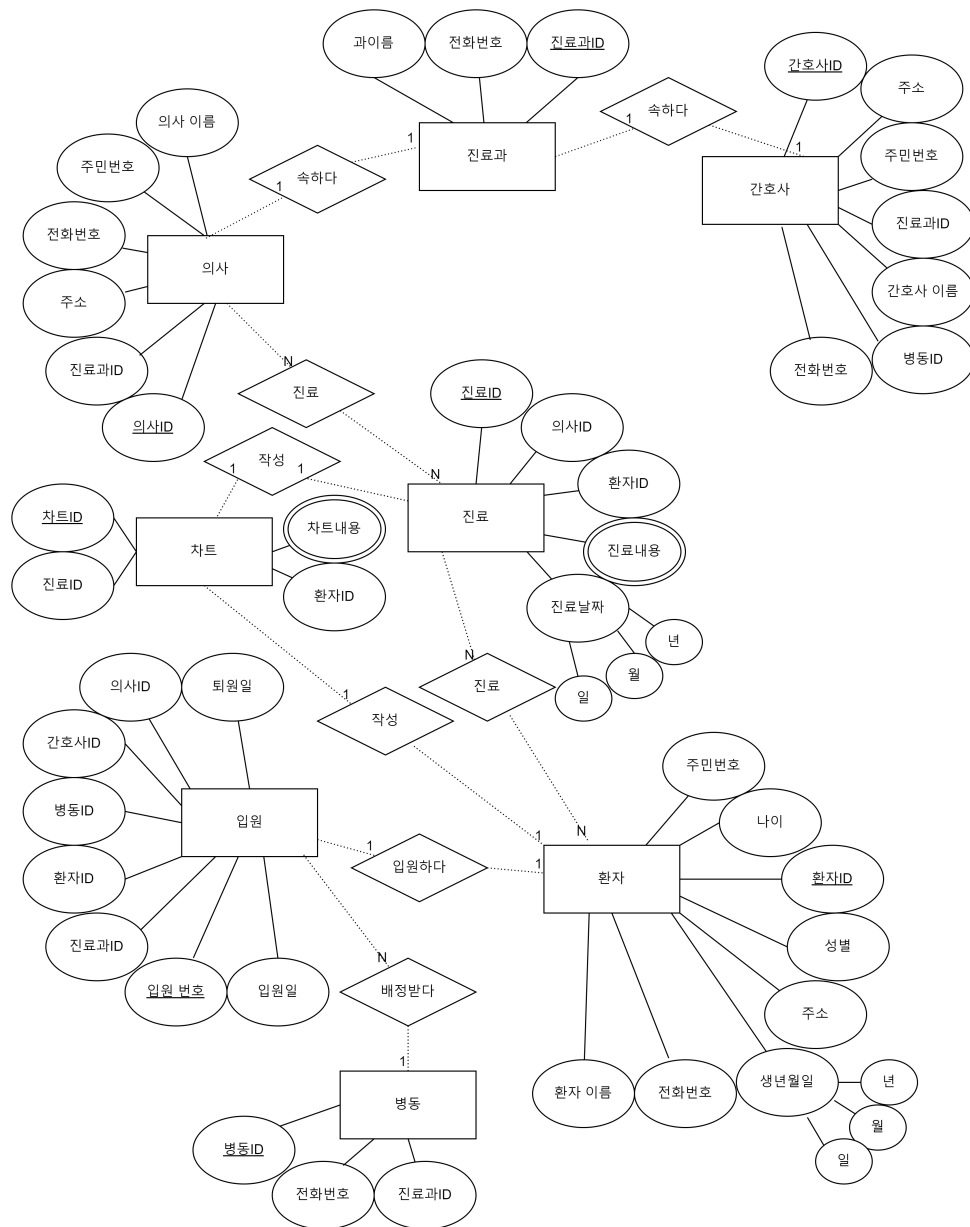 과이름
전화번호
진료과ID
간호사ID
주소
속하다
1
1
진료과
의사 이름
주민번호
1
속하다
1
주민번호
간호사
진료과ID
전화번호
의사
주소
간호사 이름
진료과ID
의사ID
N
진료
전화번호
병동ID
진료ID
의사ID
작성
1
1
N
환자ID
차트ID
차트
차트내용
진료
진료내용
진료ID
환자ID
진료날짜
년
월
일
N
진료
1
작성
의사ID
퇴원일
간호사ID
병동ID
입원
환자ID
진료과ID
입원 번호
입원일
1
입원하다
1
1
N
환자
주민번호
나이
환자ID
성별
주소
N
배정받다
1
병동
환자 이름
전화번호
생년월일
년
월
일
병동ID
전화번호
진료과ID